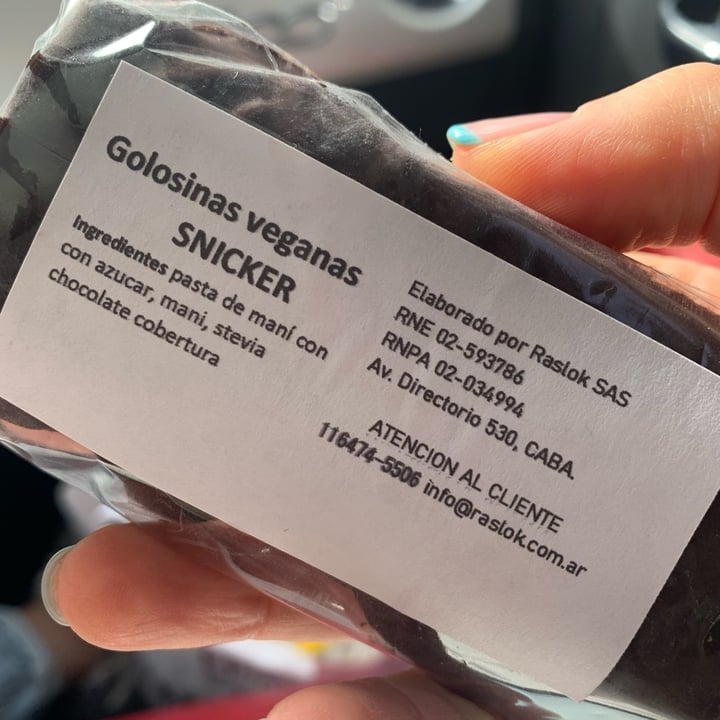 Golosinas veganas
SNICKER
Ingredientes pasta de maní con
con azucar, mani, stevia
chocolate cobertura
Elaborado por Raslok SAS
RNE 02-593786
RNPA 02-034994
Av. Directorio 530, CABA.
ATENCION AL CLIENTE
116474-5506 info@raslok.com.ar